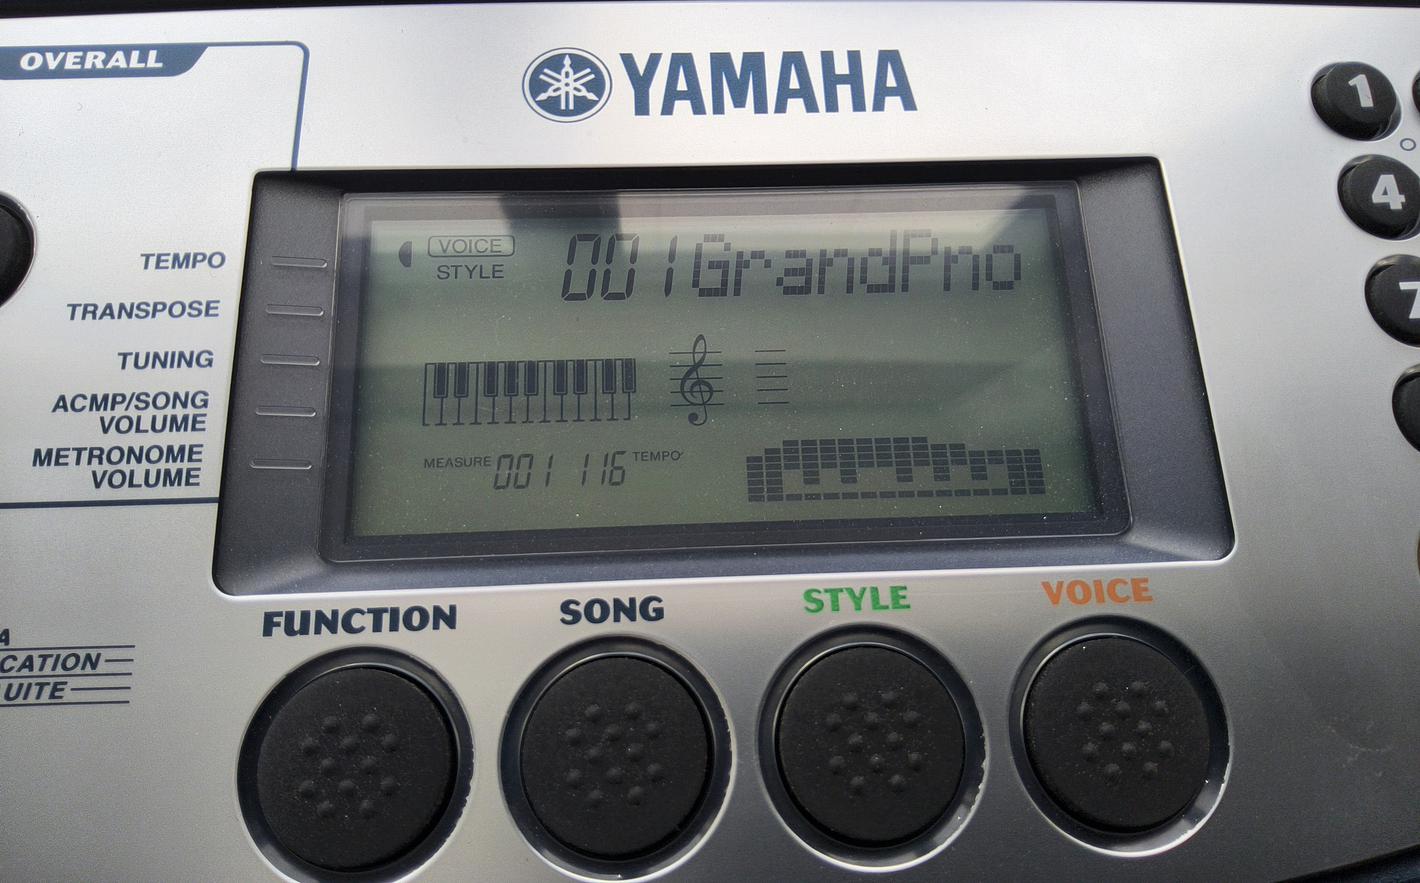 OVERALL
YAMAHA
TEMPO
TRANSPOSE
TUNING
ACMP/SONG
VOLUME
METRONOME
VOLUME
VOICE
STYLE
001GrandPno
MEASURE 001 116 TEMPO
1
4
7
FUNCTION
SONG
STYLE
VOICE
A
CATION
UITE